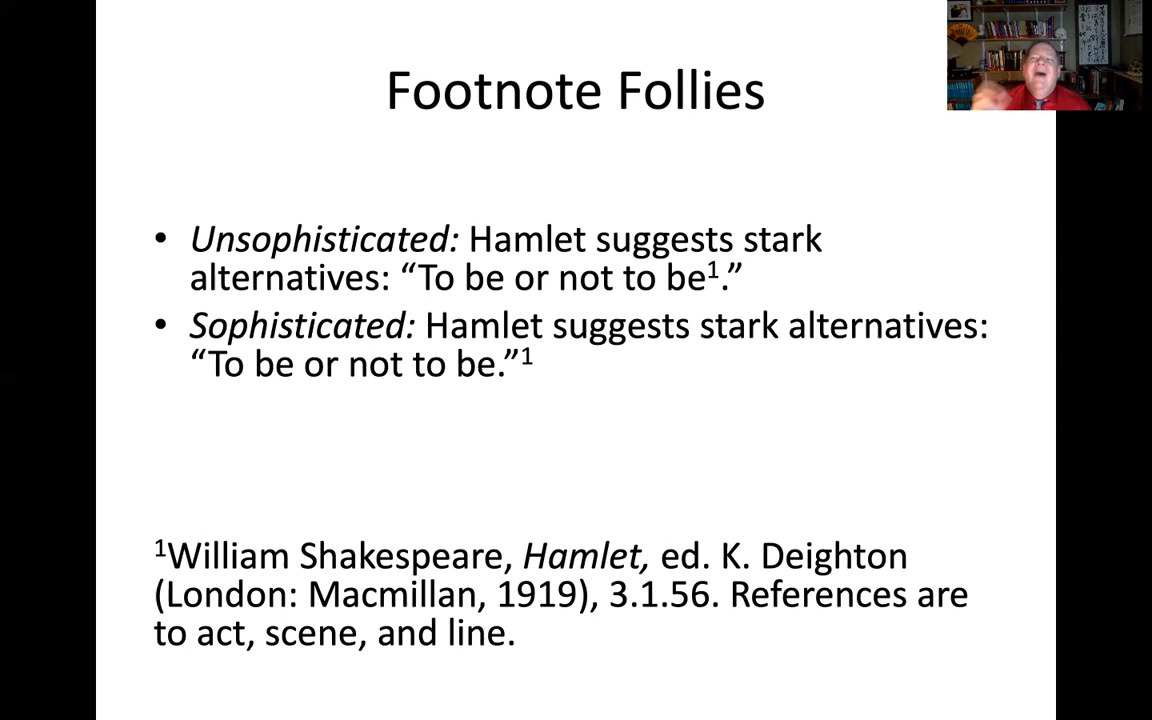 Footnote Follies
• Unsophisticated: Hamlet suggests stark
alternatives: “To be or not to be¹.”
• Sophisticated: Hamlet suggests stark alternatives:
“To be or not to be.”¹
¹William Shakespeare, Hamlet, ed. K. Deighton
(London: Macmillan, 1919), 3.1.56. References are
to act, scene, and line.